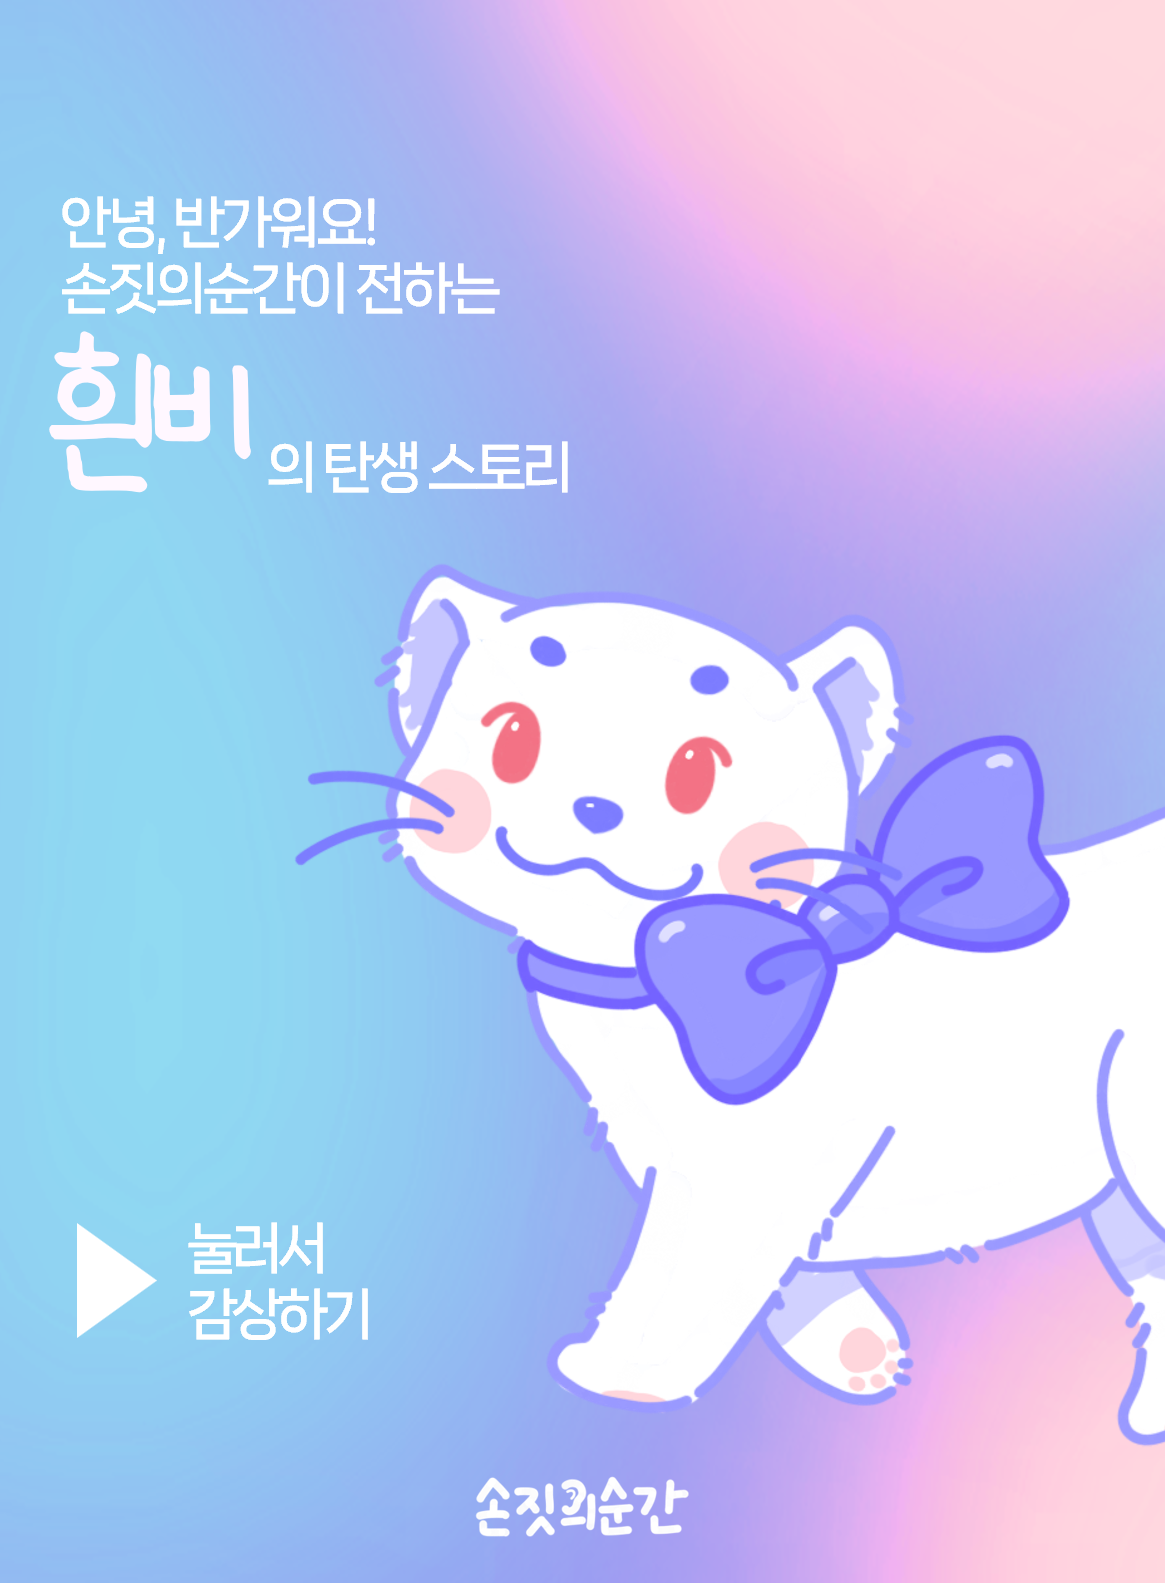 안녕, 반가워요!
손짓의순간이 전하는
흰비의 탄생 스토리
눌러서
감상하기
손짓의순간